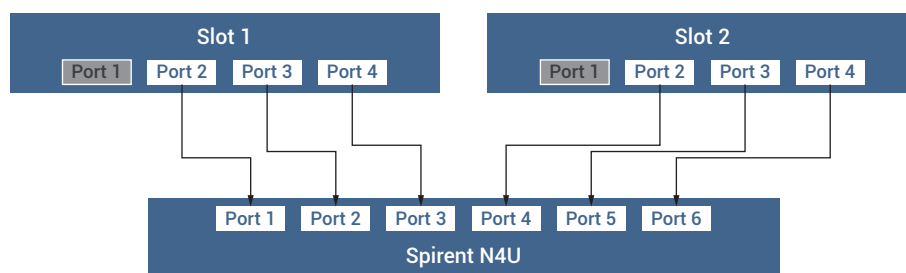 Slot 1
Port 1 Port 2 Port 3 Port 4
Slot 2
Port 1 Port 2 Port 3 Port 4
Port 1 Port 2 Port 3 Port 4 Port 5 Port 6
Spirent N4U